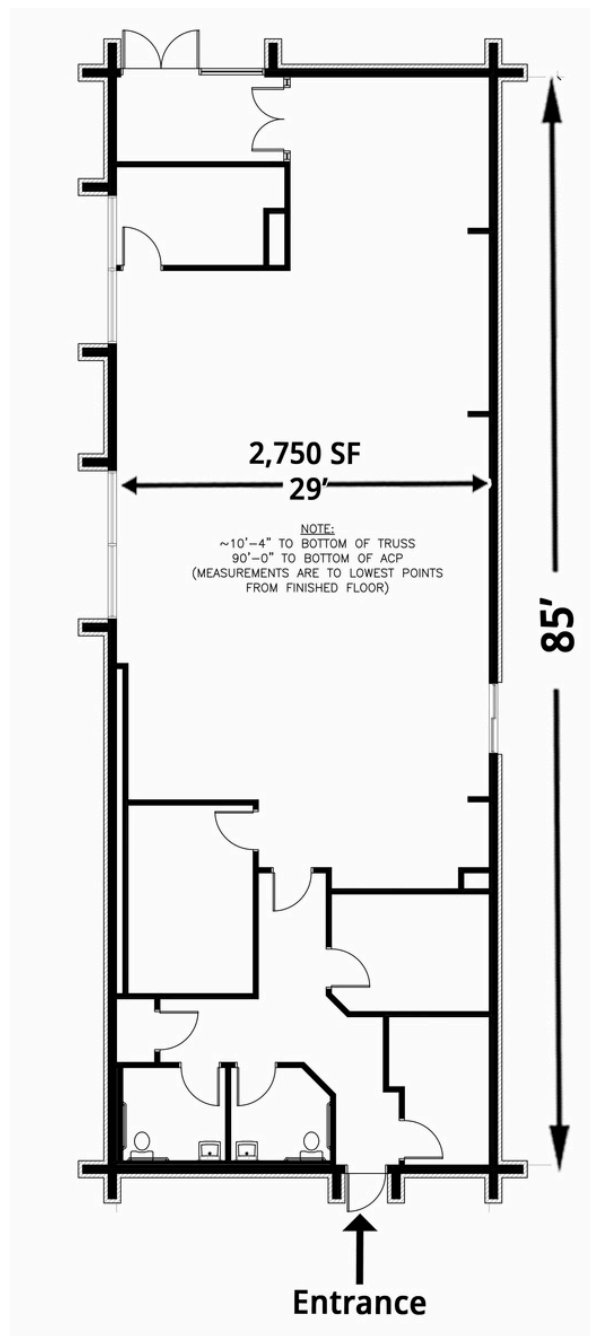 2,750 SF
29’
NOTE:
~10’-4” TO BOTTOM OF TRUSS
90’-0” TO BOTTOM OF ACP
(MEASUREMENTS ARE TO LOWEST POINTS
FROM FINISHED FLOOR)
85’
Entrance